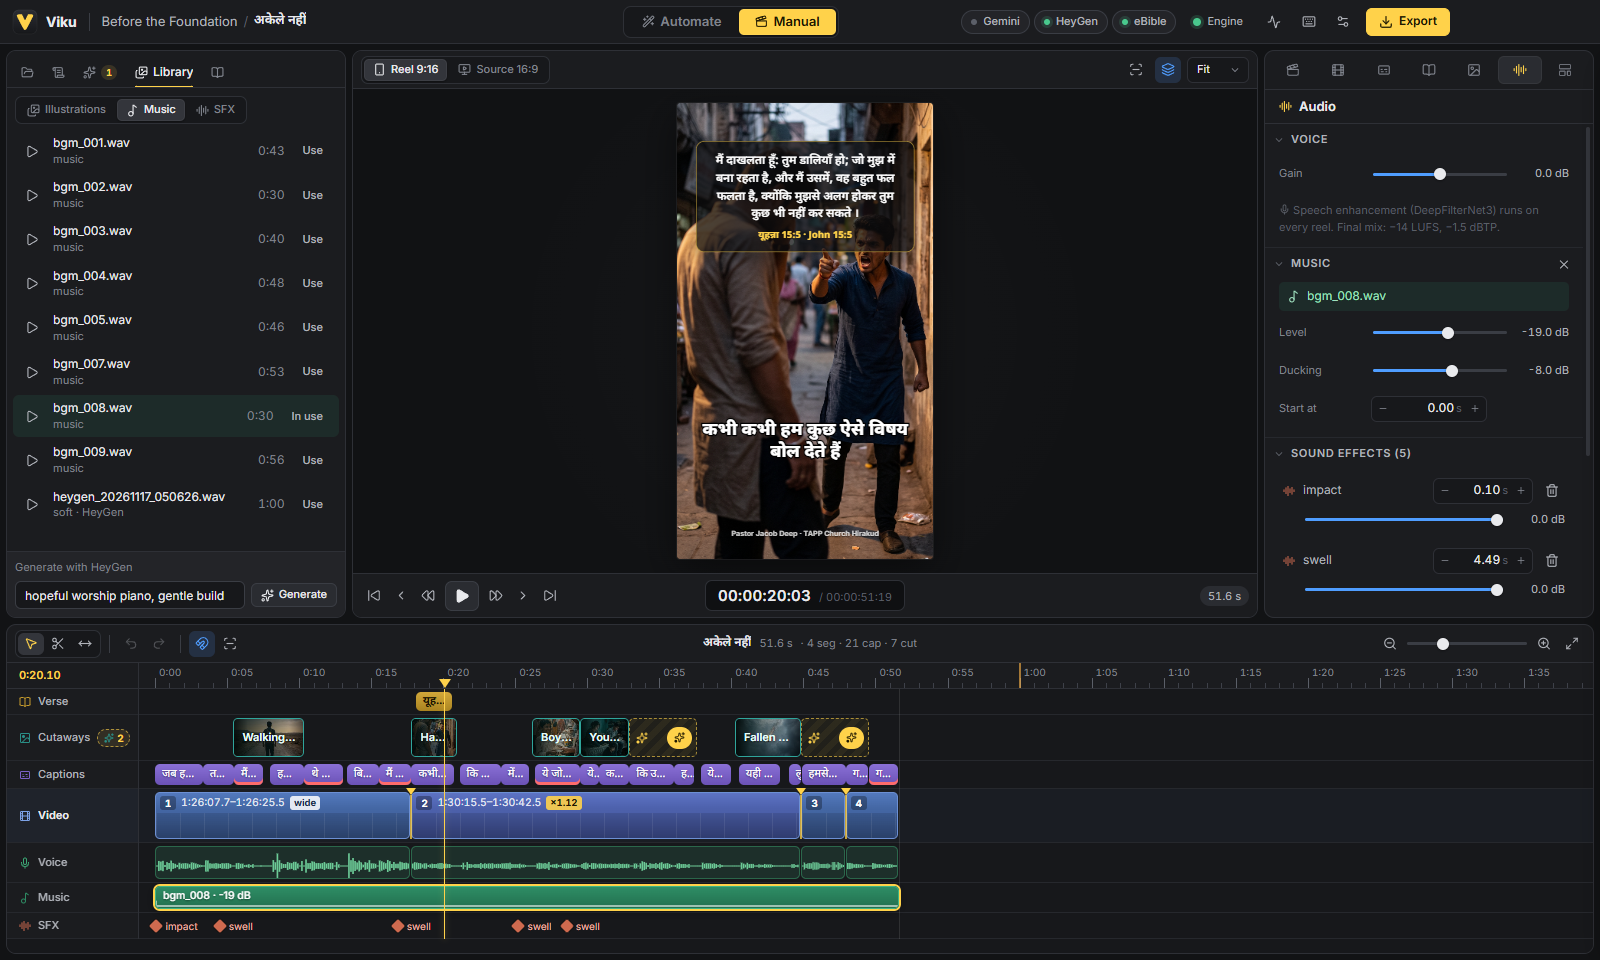 Viku
Before the Foundation / अकेले नहीं
Automate
Manual
Gemini
HeyGen
eBible
Engine
Export
1
Library
Illustrations
Music
SFX
bgm_001.wav
music
0:43
Use
bgm_002.wav
music
0:30
Use
bgm_003.wav
music
0:40
Use
bgm_004.wav
music
0:48
Use
bgm_005.wav
music
0:46
Use
bgm_007.wav
music
0:53
Use
bgm_008.wav
music
0:30
In use
bgm_009.wav
music
0:56
Use
heygen_20261117_050626.wav
soft · HeyGen
1:00
Use
Generate with HeyGen
hopeful worship piano, gentle build
Generate
Reel 9:16
Source 16:9
Fit
मैं दाखलता हूँ: तुम डालियाँ हो; जो मुझ में
बना रहता है, और मैं उसमें, वह बहुत फल
फलता है, क्योंकि मुझसे अलग होकर तुम
कुछ भी नहीं कर सकते ।
यूहन्ना 15:5 · John 15:5
कभी कभी हम कुछ ऐसे विषय
बोल देते हैं
Pastor Jacob Deep · TAPP Church Hirakud
00:00:20:03 / 00:00:51:19
51.6 s
Audio
VOICE
Gain
0.0 dB
Speech enhancement (DeepFilterNet3) runs on
every reel. Final mix: −14 LUFS, −1.5 dBTP.
MUSIC
bgm_008.wav
Level
-19.0 dB
Ducking
-8.0 dB
Start at
− 0.00 s +
SOUND EFFECTS (5)
impact
− 0.10 s +
0.0 dB
swell
− 4.49 s +
0.0 dB
अकेले नहीं 51.6 s · 4 seg · 21 cap · 7 cut
0:20.10
0:00 0:05 0:10 0:15 0:20 0:25 0:30 0:35 0:40 0:45 0:50 0:55 1:00 1:05 1:10 1:15 1:20 1:25 1:30 1:35
Verse
यूह...
Cutaways
2
Walking...
Ha...
Boy...
You...
Fallen ...
Captions
जब ह... त... मैं... ह... थे ... बि... मैं ... कभी... कि ... में... ये जो... ये.. क... कि उ... ह.. ये... यही ... हमसे... ग... ग...
Video
1 1:26:07.7–1:26:25.5 wide
2 1:30:15.5–1:30:42.5 ×1.12
3
4
Voice
Music
bgm_008 · -19 dB
SFX
impact
swell
swell
swell
swell